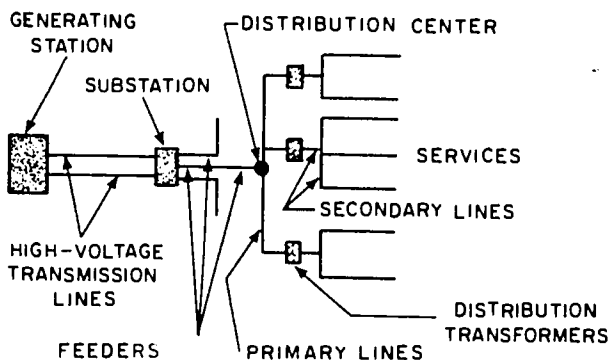 GENERATING
STATION
DISTRIBUTION CENTER
SUBSTATION
SERVICES
SECONDARY LINES
HIGH-VOLTAGE
TRANSMISSION
LINES
DISTRIBUTION
TRANSFORMERS
FEEDERS
PRIMARY LINES